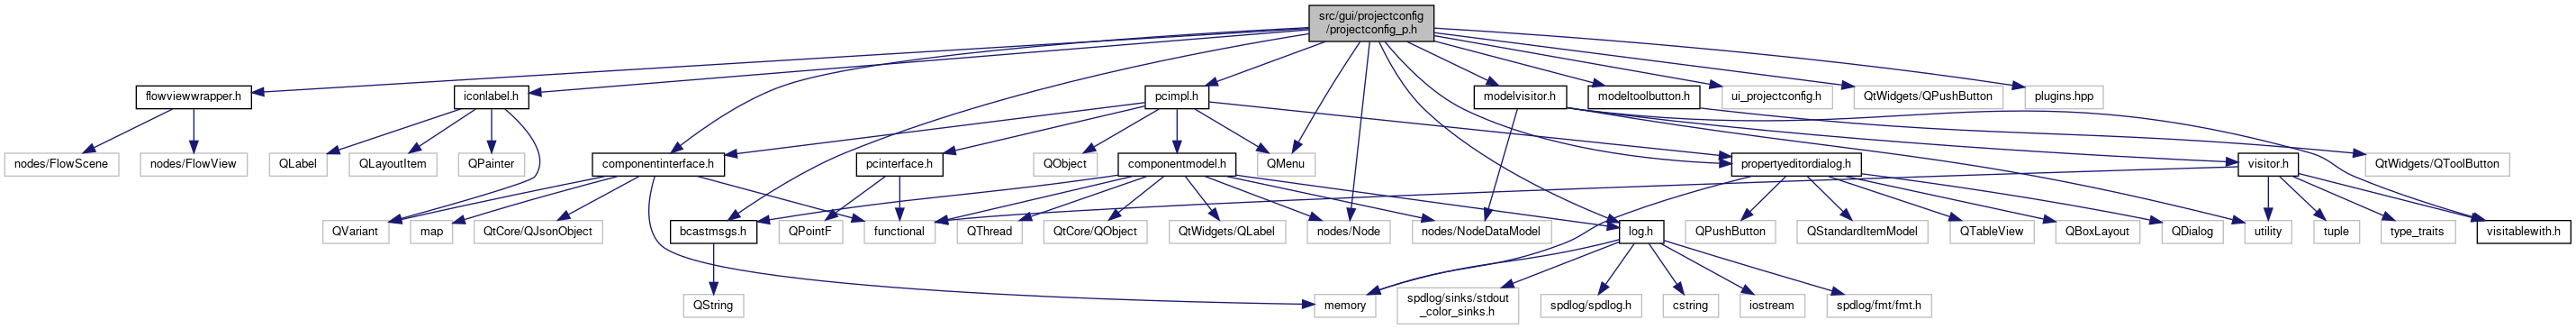 src/gui/projectconfig
/projectconfig_p.h
flowviewwrapper.h
iconlabel.h
pcimpl.h
modelvisitor.h
modeltoolbutton.h
ui_projectconfig.h
QtWidgets/QPushButton
plugins.hpp
nodes/FlowScene
nodes/FlowView
QLabel
QLayoutItem
QPainter
componentinterface.h
pcinterface.h
QObject
componentmodel.h
QMenu
propertyeditordialog.h
visitor.h
QtWidgets/QToolButton
QVariant
map
QtCore/QJsonObject
bcastmsgs.h
QPointF
functional
QThread
QtCore/QObject
QtWidgets/QLabel
nodes/Node
nodes/NodeDataModel
log.h
QPushButton
QStandardItemModel
QTableView
QBoxLayout
QDialog
utility
tuple
type_traits
visitablewith.h
QString
memory
spdlog/sinks/stdout
_color_sinks.h
spdlog/spdlog.h
cstring
iostream
spdlog/fmt/fmt.h